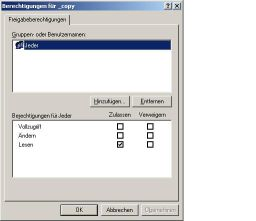 Berechtigungen für _copy
Freigabeberechtigungen
Gruppen- oder Benutzernamen:
Jeder
Hinzufügen...
Entfernen
Berechtigungen für Jeder
Zulassen
Verweigern
Vollzugriff
Ändern
Lesen
OK
Abbrechen
Übernehmen